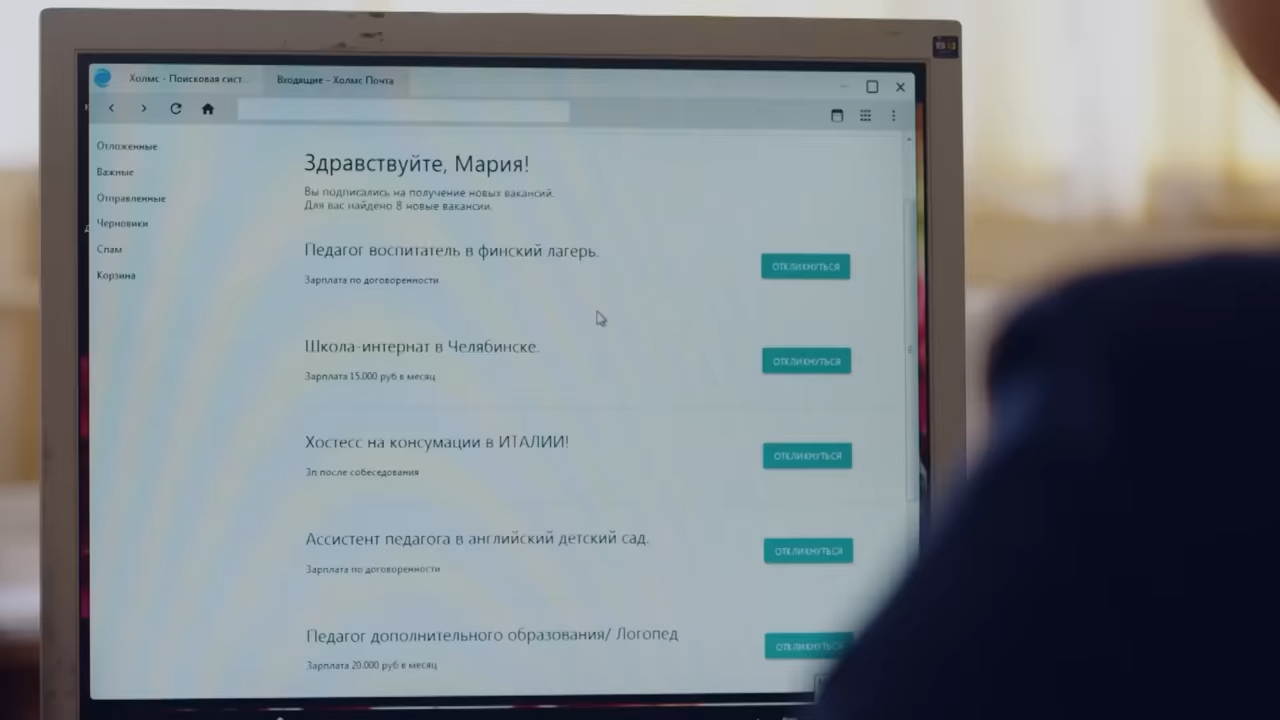 Холмс - Поисковая сист...
Входящие - Холмс Почта
Отложенные
Важные
Отправленные
Черновики
Спам
Корзина
Здравствуйте, Мария!
Вы подписались на получение новых вакансий.
Для вас найдено 8 новые вакансии.
Педагог воспитатель в финский лагерь.
Зарплата по договоренности
ОТКЛИКНУТЬСЯ
Школа-интернат в Челябинске.
Зарплата 15.000 руб в месяц
ОТКЛИКНУТЬСЯ
Хостесс на консумации в ИТАЛИИ!
Зп после собеседования
ОТКЛИКНУТЬСЯ
Ассистент педагога в английский детский сад.
Зарплата по договоренности
ОТКЛИКНУТЬСЯ
Педагог дополнительного образования/ Логопед
Зарплата 20.000 руб в месяц
ОТКЛИКНУТЬСЯ